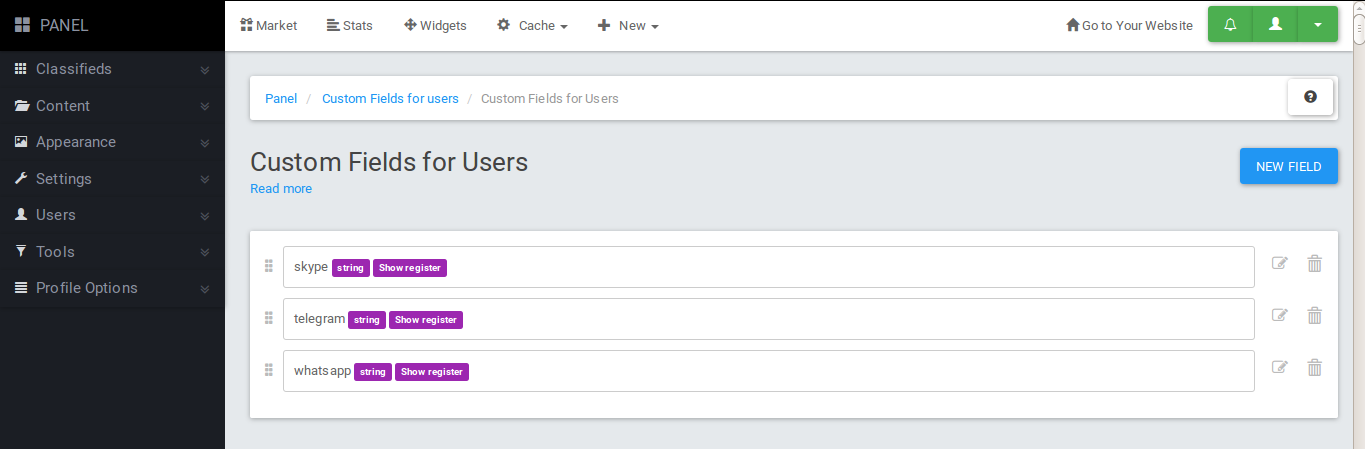 PANEL
Market Stats Widgets Cache New Go to Your Website
Classifieds
Content
Appearance
Settings
Users
Tools
Profile Options
Panel / Custom Fields for users / Custom Fields for Users
Custom Fields for Users
Read more
NEW FIELD
skype string Show register
telegram string Show register
whatsapp string Show register